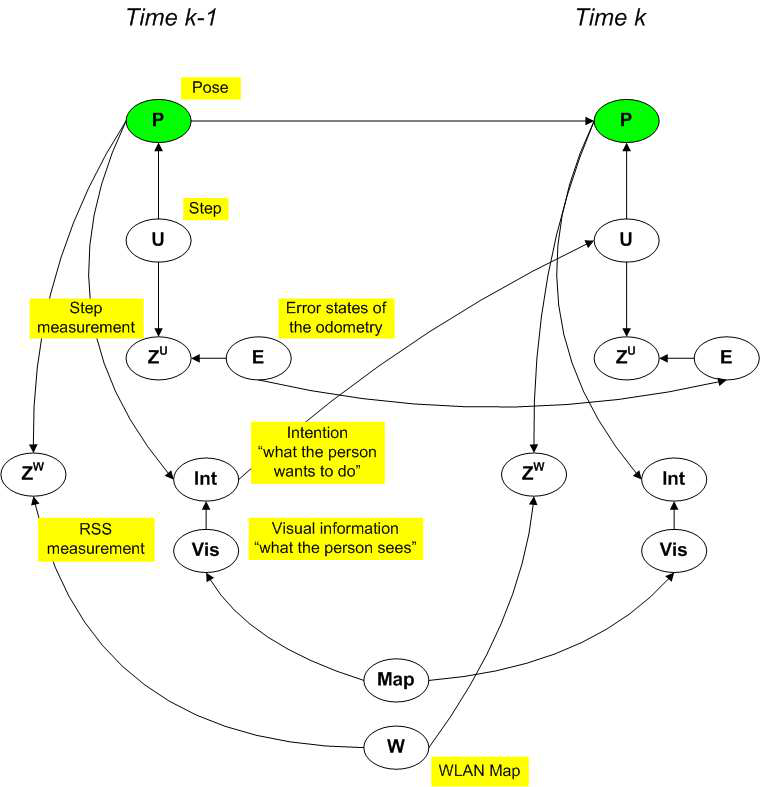 Time k-1
Time k
Pose
P
P
Step
U
U
Step
measurement
Error states of
the odometry
Z^U
E
Z^U
E
Intention
“what the person
wants to do”
Z^W
Int
Z^W
Int
RSS
measurement
Visual information
“what the person sees”
Vis
Vis
Map
W
WLAN Map